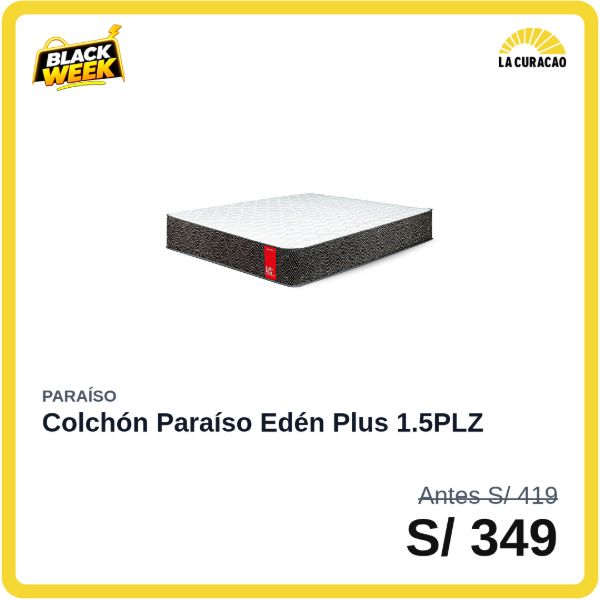 BLACK
WEEK
LA CURACAO
PARAÍSO
Colchón Paraíso Edén Plus 1.5PLZ
Antes S/ 419
S/ 349